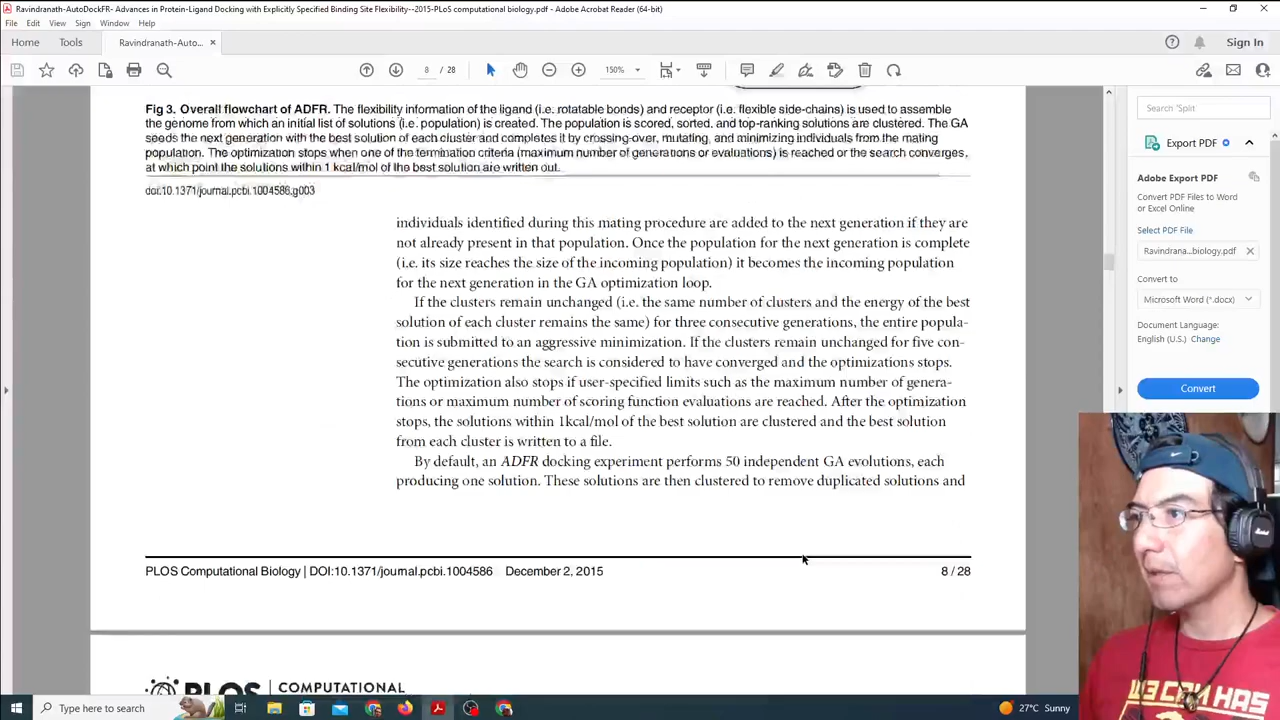 Ravindranath-AutoDockFR- Advances in Protein-Ligand Docking with Explicitly Specified Binding Site Flexibility--2015-PLoS computational biology.pdf - Adobe Acrobat Reader (64-bit)
File Edit View Sign Window Help
Home Tools Ravindranath-Auto... × Sign In
8 / 28 150%
Fig 3. Overall flowchart of ADFR. The flexibility information of the ligand (i.e. rotatable bonds) and receptor (i.e. flexible side-chains) is used to assemble
the genome from which an initial list of solutions (i.e. population) is created. The population is scored, sorted, and top-ranking solutions are clustered. The GA
seeds the next generation with the best solution of each cluster and completes it by crossing-over, mutating, and minimizing individuals from the mating
population. The optimization stops when one of the termination criteria (maximum number of generations or evaluations) is reached or the search converges,
at which point the solutions within 1 kcal/mol of the best solution are written out.
doi:10.1371/journal.pcbi.1004586.g003
individuals identified during this mating procedure are added to the next generation if they are
not already present in that population. Once the population for the next generation is complete
(i.e. its size reaches the size of the incoming population) it becomes the incoming population
for the next generation in the GA optimization loop.
If the clusters remain unchanged (i.e. the same number of clusters and the energy of the best
solution of each cluster remains the same) for three consecutive generations, the entire popula-
tion is submitted to an aggressive minimization. If the clusters remain unchanged for five con-
secutive generations the search is considered to have converged and the optimizations stops.
The optimization also stops if user-specified limits such as the maximum number of genera-
tions or maximum number of scoring function evaluations are reached. After the optimization
stops, the solutions within 1kcal/mol of the best solution are clustered and the best solution
from each cluster is written to a file.
By default, an ADFR docking experiment performs 50 independent GA evolutions, each
producing one solution. These solutions are then clustered to remove duplicated solutions and
PLOS Computational Biology | DOI:10.1371/journal.pcbi.1004586 December 2, 2015 8 / 28
PLOS COMPUTATIONAL
Search 'Split
Export PDF
Adobe Export PDF
Convert PDF Files to Word
or Excel Online
Select PDF File
Ravindrana...biology.pdf ×
Convert to
Microsoft Word (*.docx)
Document Language:
English (U.S.) Change
Convert
Type here to search
27°C Sunny